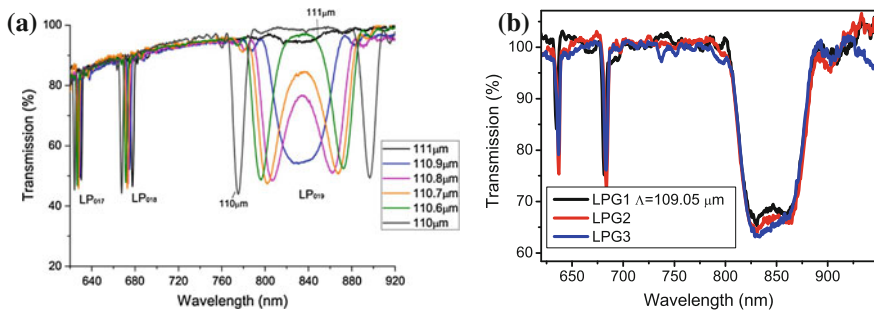 (a)
Transmission (%)
100
80
60
40
20
111μm
LP017
LP018
110μm
LP019
111μm
110.9μm
110.8μm
110.7μm
110.6μm
110μm
640
680
720
760
800
840
880
920
Wavelength (nm)
(b)
Transmission (%)
100
90
80
70
60
LPG1 Λ=109.05 μm
LPG2
LPG3
650
700
750
800
850
900
Wavelength (nm)